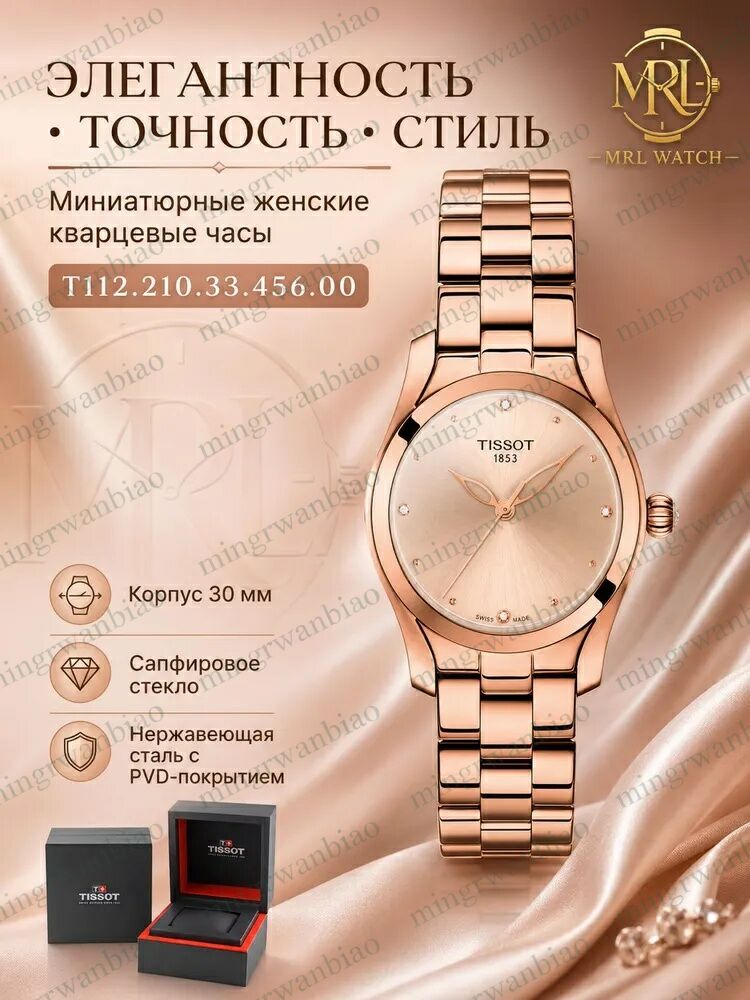 ЭЛЕГАНТНОСТЬ
• ТОЧНОСТЬ • СТИЛЬ
MRL
MRL WATCH
Миниатюрные женские
кварцевые часы
T112.210.33.456.00
MRL
TISSOT
1853
SWISS MADE
Корпус 30 мм
Сапфировое
стекло
Нержавеющая
сталь с
PVD-покрытием
TISSOT
TISSOT
mingrwanbiao